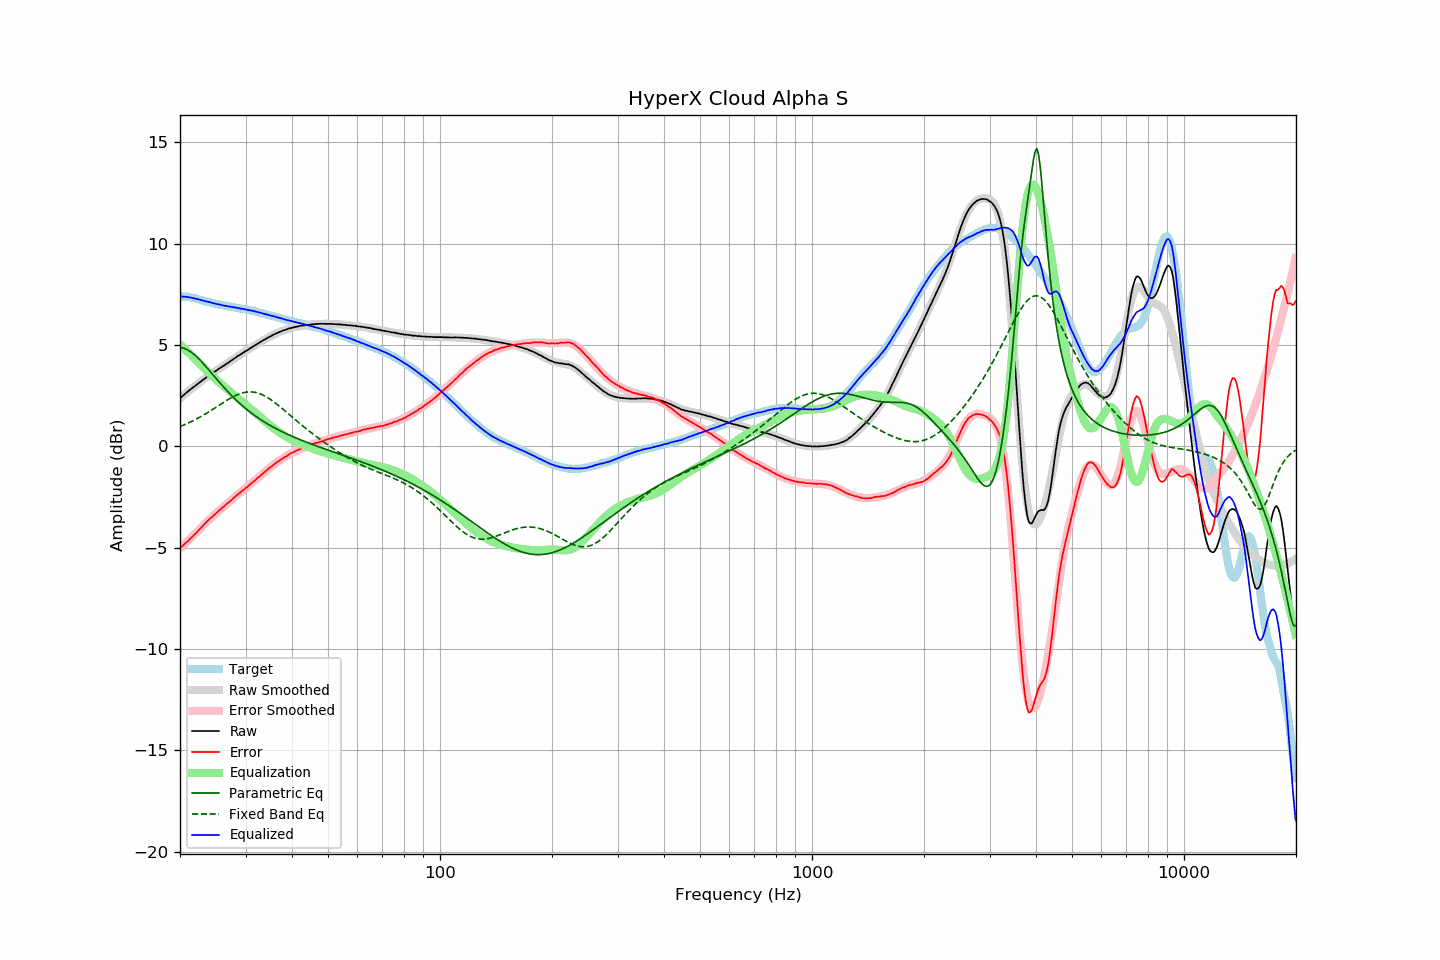 HyperX Cloud Alpha S
15
10
5
0
−5
−10
−15
−20
Amplitude (dBr)
Target
Raw Smoothed
Error Smoothed
Raw
Error
Equalization
Parametric Eq
Fixed Band Eq
Equalized
100
1000
10000
Frequency (Hz)